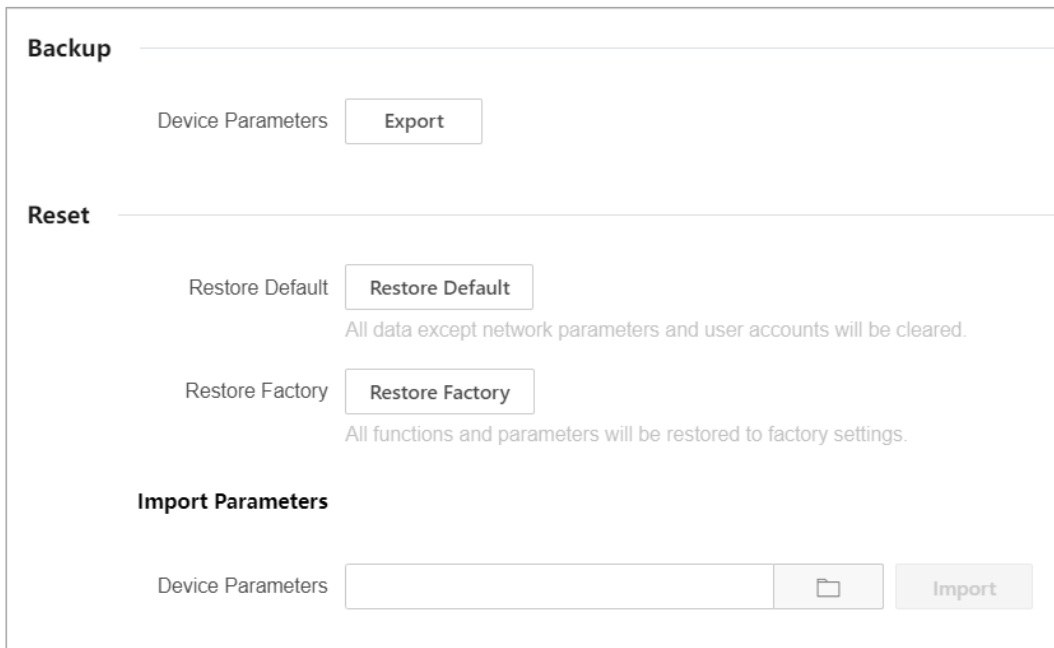 Backup
Device Parameters Export
Reset
Restore Default Restore Default
All data except network parameters and user accounts will be cleared.
Restore Factory Restore Factory
All functions and parameters will be restored to factory settings.
Import Parameters
Device Parameters Import